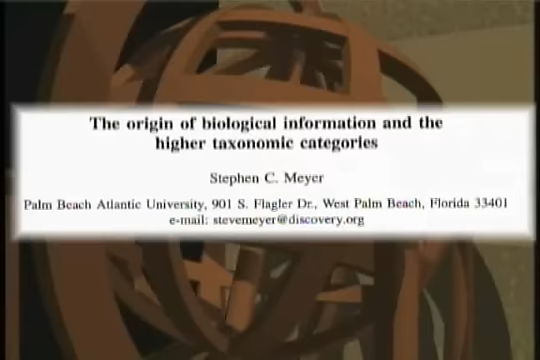 The origin of biological information and the
higher taxonomic categories
Stephen C. Meyer
Palm Beach Atlantic University, 901 S. Flagler Dr., West Palm Beach, Florida 33401
e-mail: stevemeyer@discovery.org